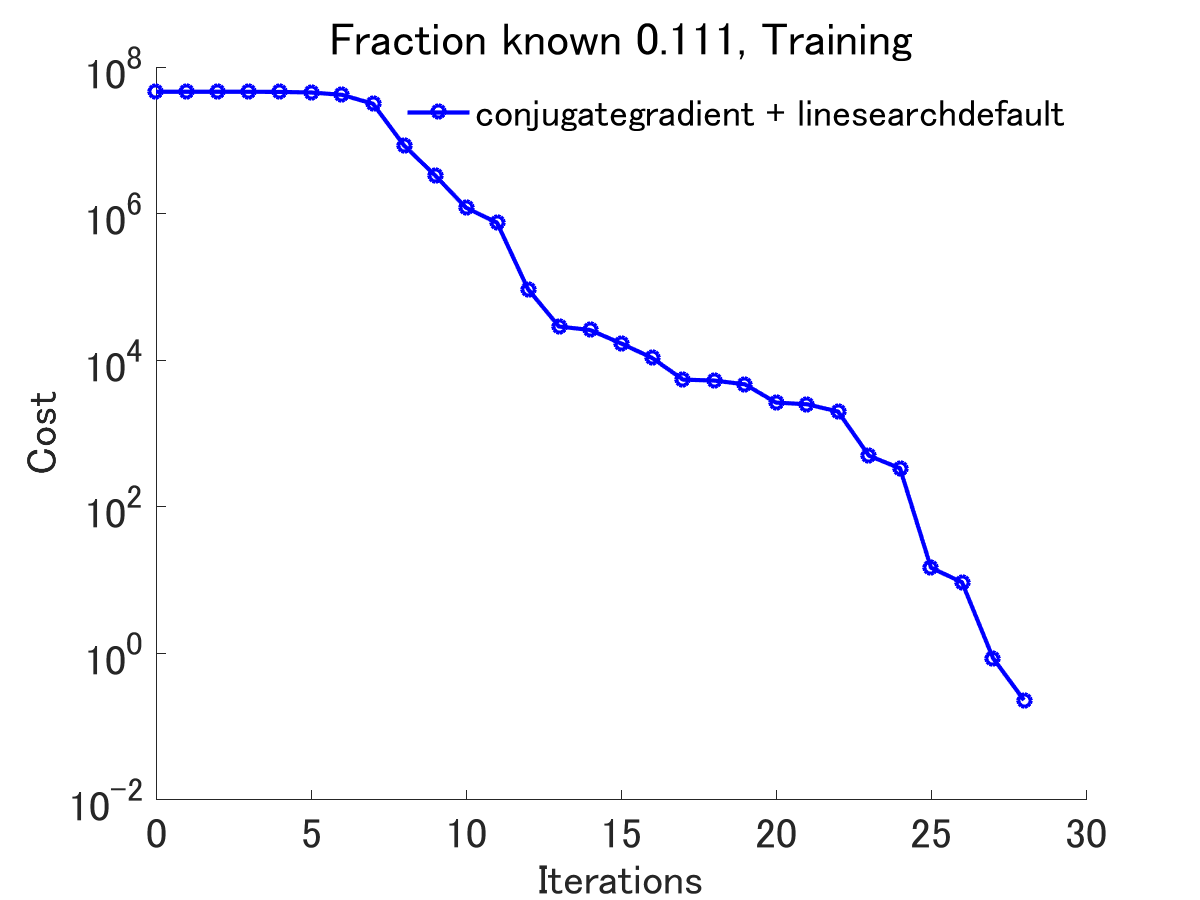 Fraction known 0.111, Training
conjugategradient + linesearchdefault
Cost
10^8
10^6
10^4
10^2
10^0
10^-2
0 5 10 15 20 25 30
Iterations